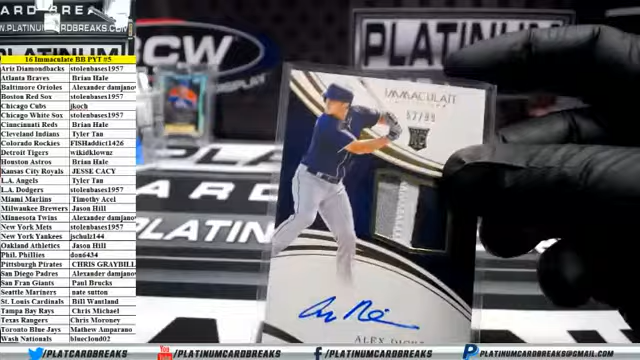 16 Immaculate BB PYT #5
Ariz Diamondbacks stolenbases1957
Atlanta Braves Brian Hale
Baltimore Orioles Alexander damjanov
Boston Red Sox stolenbases1957
Chicago Cubs jkoch
Chicago White Sox stolenbases1957
Ciancinnati Reds Brian Hale
Cleveland Indians Tyler Tan
Colorado Rockies FISHaddict1426
Detroit Tigers wikidklownz
Houston Astros Brian Hale
Kansas City Royals JESSE CACY
L.A. Angels Tyler Tan
L.A. Dodgers stolenbases1957
Miami Marlins Timothy Acel
Milwaukee Brewers Jason Hill
Minnesota Twins Alexander damjanov
New York Mets stolenbases1957
New York Yankees jschulz144
Oakland Athletics Jason Hill
Phil. Phillies don6434
Pittsburgh Pirates CHRIS GRAYBILL
San Diego Padres Alexander damjanov
San Fran Giants Paul Brucks
Seattle Mariners nate sutton
St. Louis Cardinals Bill Wantland
Tampa Bay Rays Chris Michael
Texas Rangers Chris Moroney
Toronto Blue Jays Mathew Amparano
Wash Nationals bluecloud02
PLATINUM
IMMACULATE
57/99
RC
ALEX
@PLATCARDBREAKS @PLATINUMCARDBREAKS /PLATINUMCARDBREAKS PLATINUMCARDBREAKS@